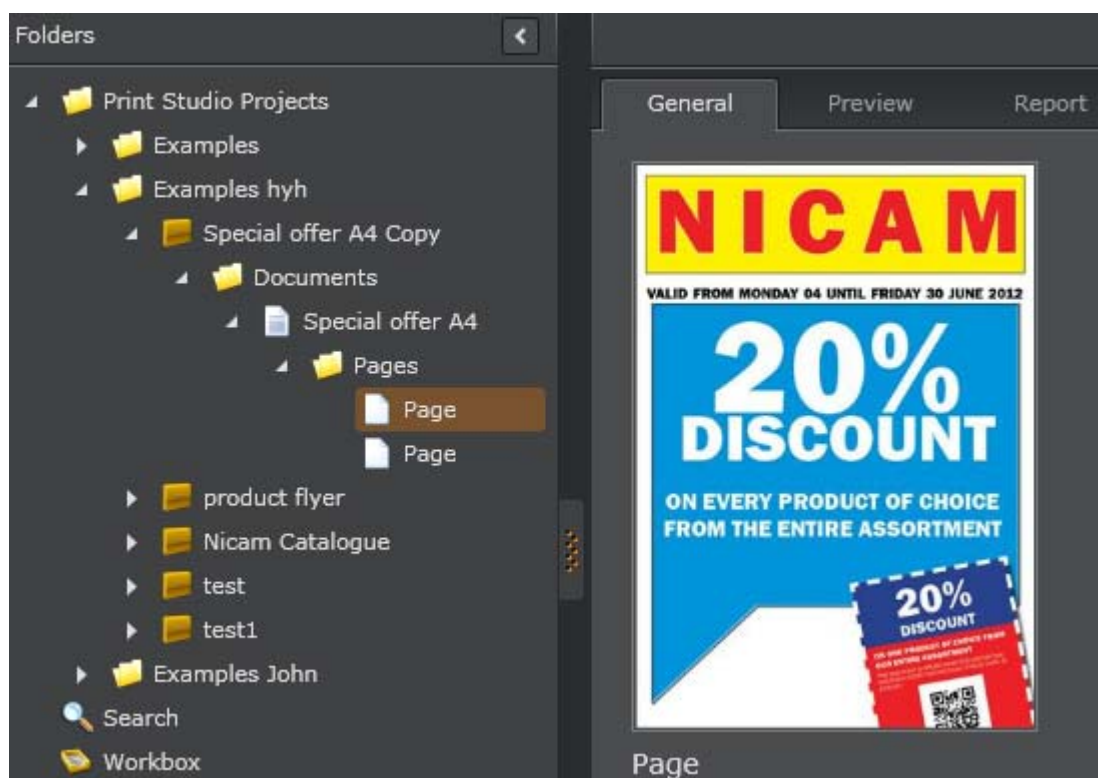 Folders
Print Studio Projects
Examples
Examples hyh
Special offer A4 Copy
Documents
Special offer A4
Pages
Page
Page
product flyer
Nicam Catalogue
test
test1
Examples John
Search
Workbox
General Preview Report
NICAM
VALID FROM MONDAY 04 UNTIL FRIDAY 30 JUNE 2012
20%
DISCOUNT
ON EVERY PRODUCT OF CHOICE
FROM THE ENTIRE ASSORTMENT
20%
DISCOUNT
Page